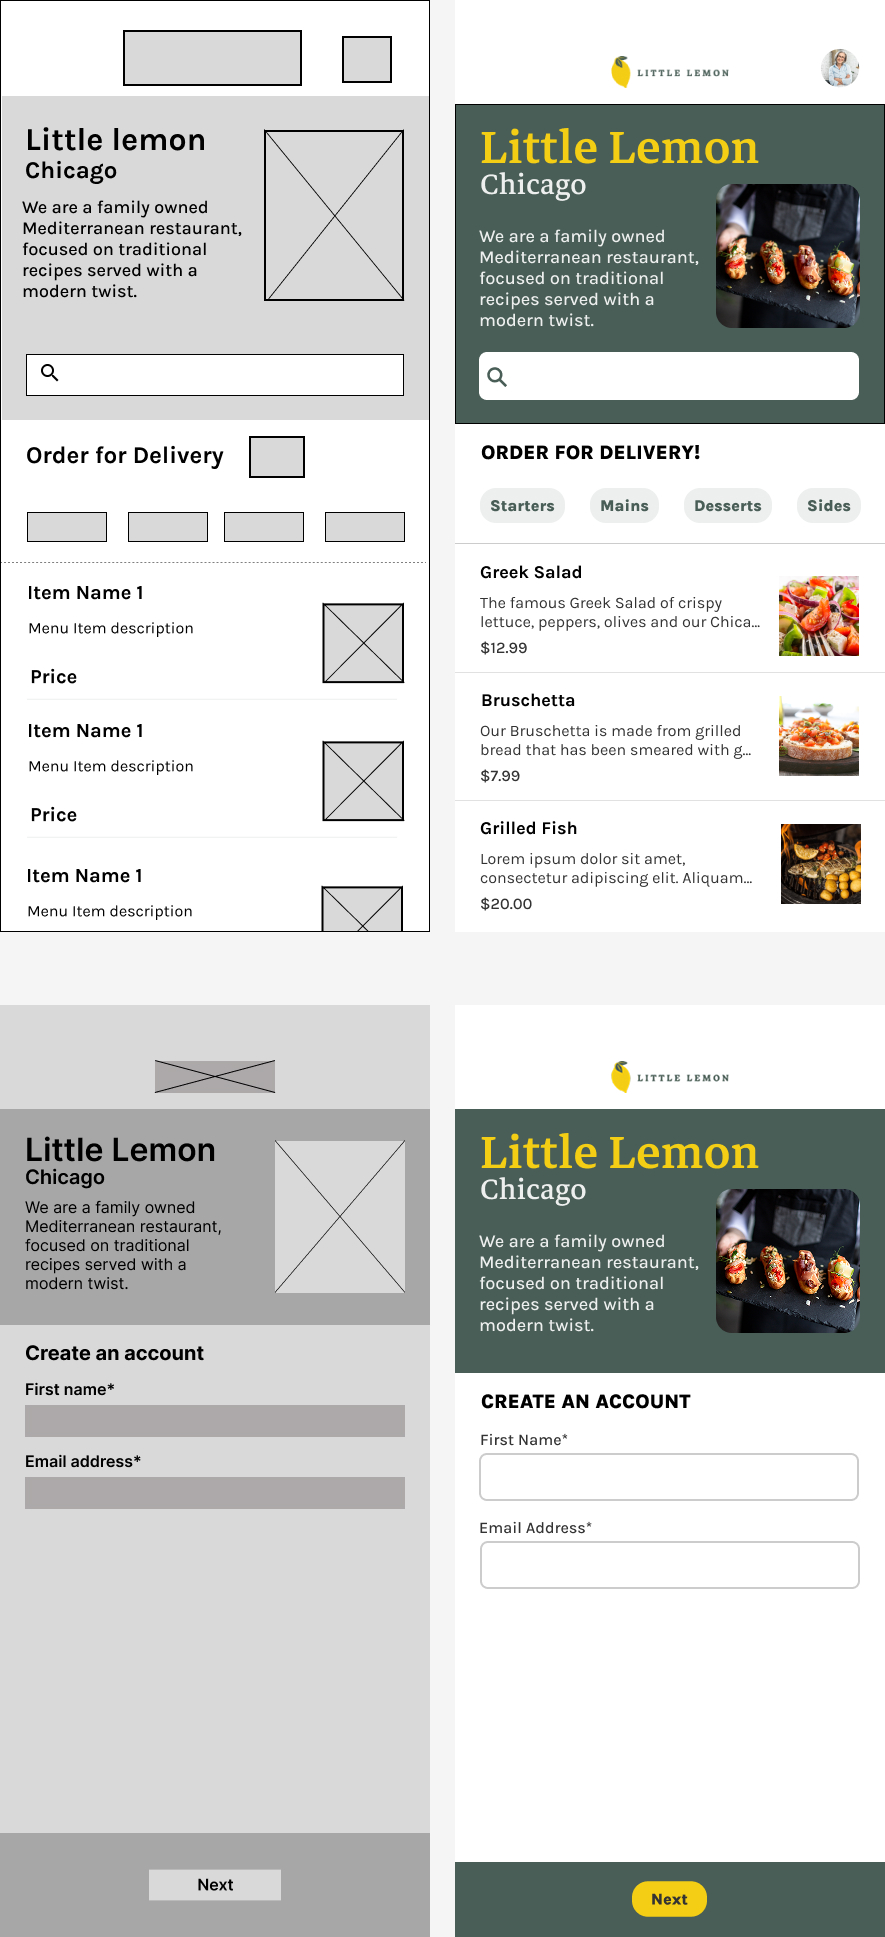 Little lemon
Chicago
We are a family owned
Mediterranean restaurant,
focused on traditional
recipes served with a
modern twist.
Order for Delivery
Item Name 1
Menu Item description
Price
Item Name 1
Menu Item description
Price
Item Name 1
Menu Item description
LITTLE LEMON
Little Lemon
Chicago
We are a family owned
Mediterranean restaurant,
focused on traditional
recipes served with a
modern twist.
ORDER FOR DELIVERY!
Starters Mains Desserts Sides
Greek Salad
The famous Greek Salad of crispy
lettuce, peppers, olives and our Chica...
$12.99
Bruschetta
Our Bruschetta is made from grilled
bread that has been smeared with g...
$7.99
Grilled Fish
Lorem ipsum dolor sit amet,
consectetur adipiscing elit. Aliquam...
$20.00
Little Lemon
Chicago
We are a family owned
Mediterranean restaurant,
focused on traditional
recipes served with a
modern twist.
Create an account
First name*
Email address*
Next
LITTLE LEMON
Little Lemon
Chicago
We are a family owned
Mediterranean restaurant,
focused on traditional
recipes served with a
modern twist.
CREATE AN ACCOUNT
First Name*
Email Address*
Next